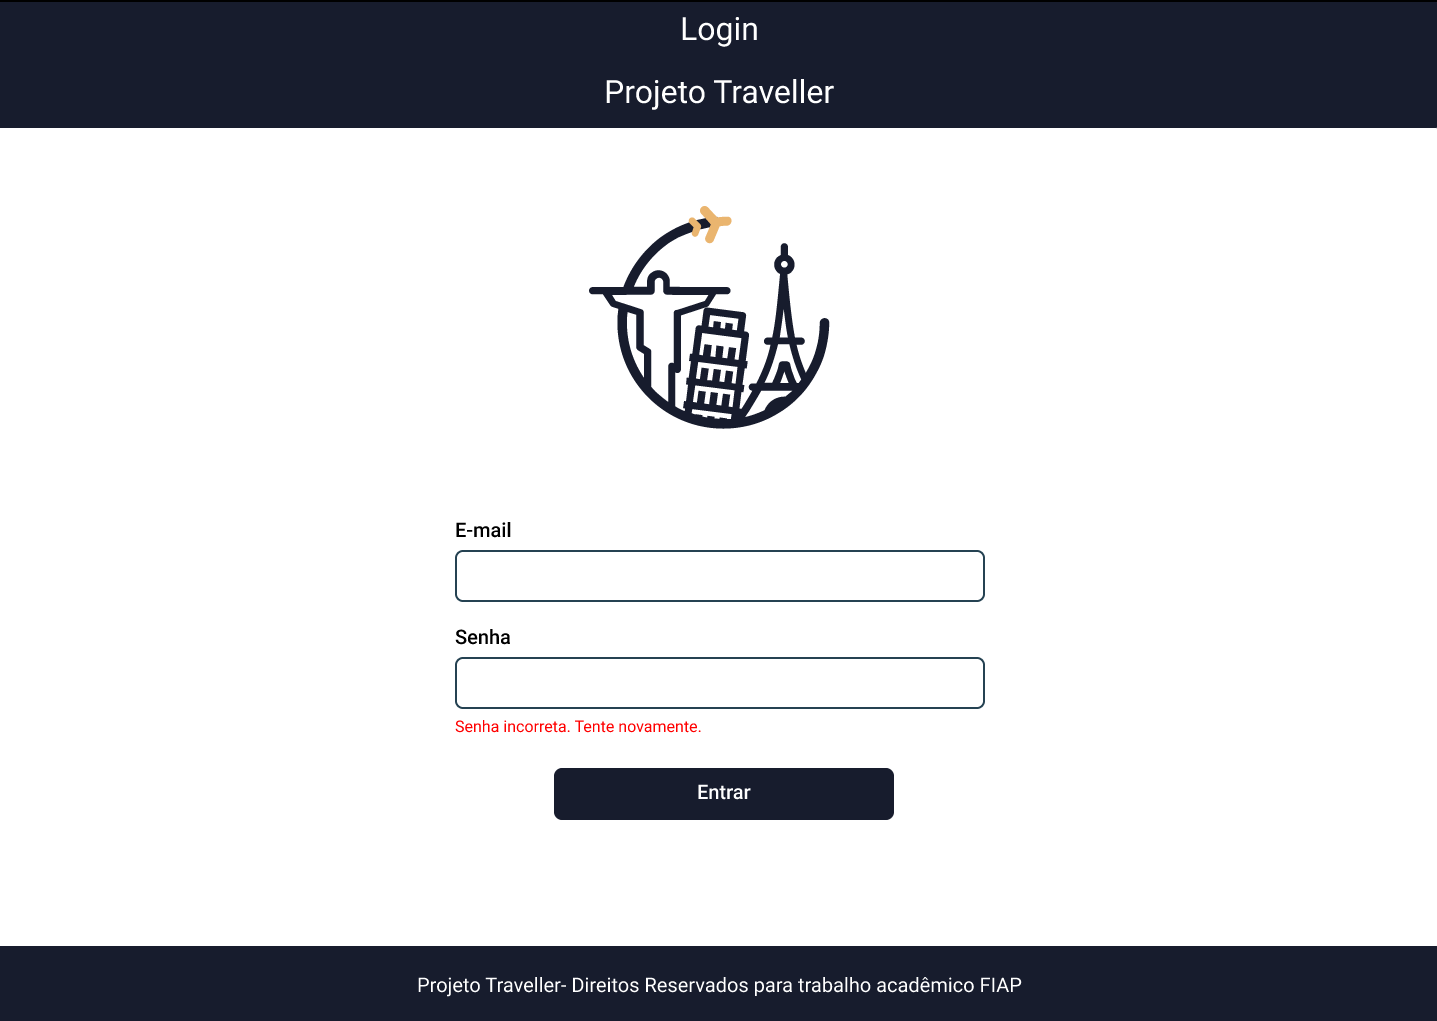 Login
Projeto Traveller
E-mail
Senha
Senha incorreta. Tente novamente.
Entrar
Projeto Traveller- Direitos Reservados para trabalho acadêmico FIAP